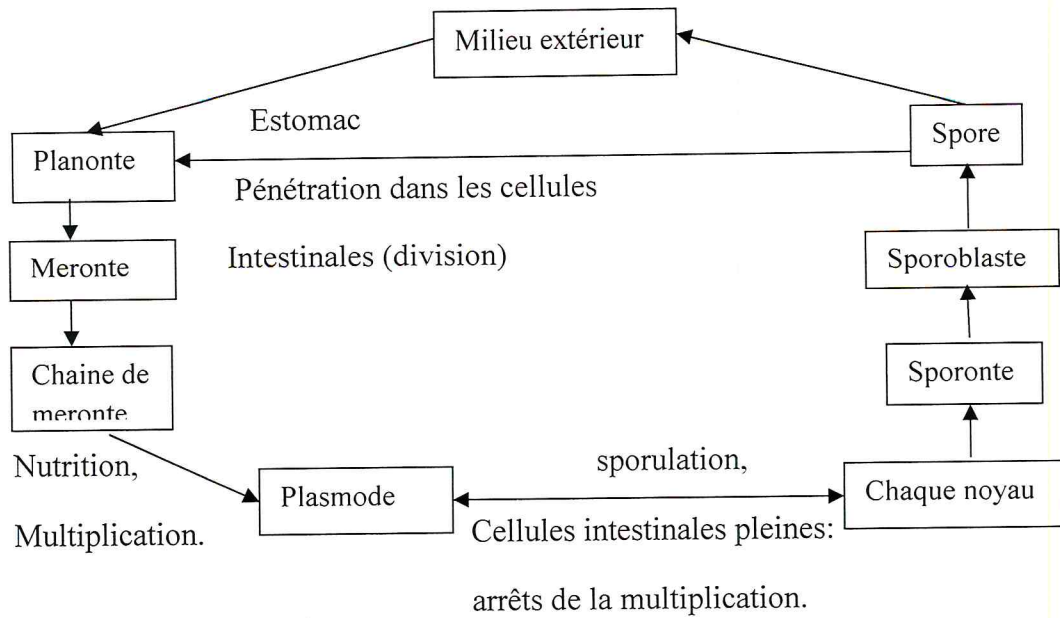 Milieu extérieur
Estomac
Spore
Planonte
Pénétration dans les cellules
Meronte
Intestinales (division)
Sporoblaste
Chaine de
meronte
Sporonte
Nutrition,
Multiplication.
Plasmode
sporulation,
Chaque noyau
Cellules intestinales pleines:
arrêts de la multiplication.